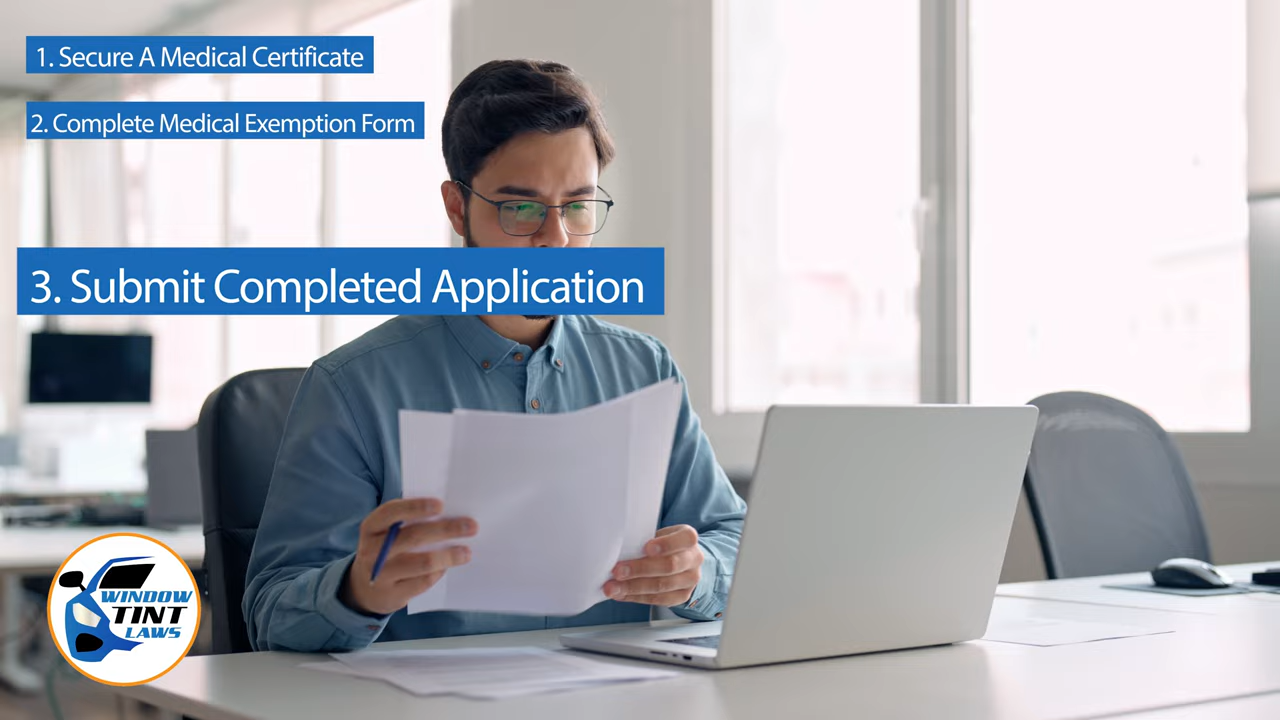 1. Secure A Medical Certificate
2. Complete Medical Exemption Form
3. Submit Completed Application
WINDOW
TINT
LAWS